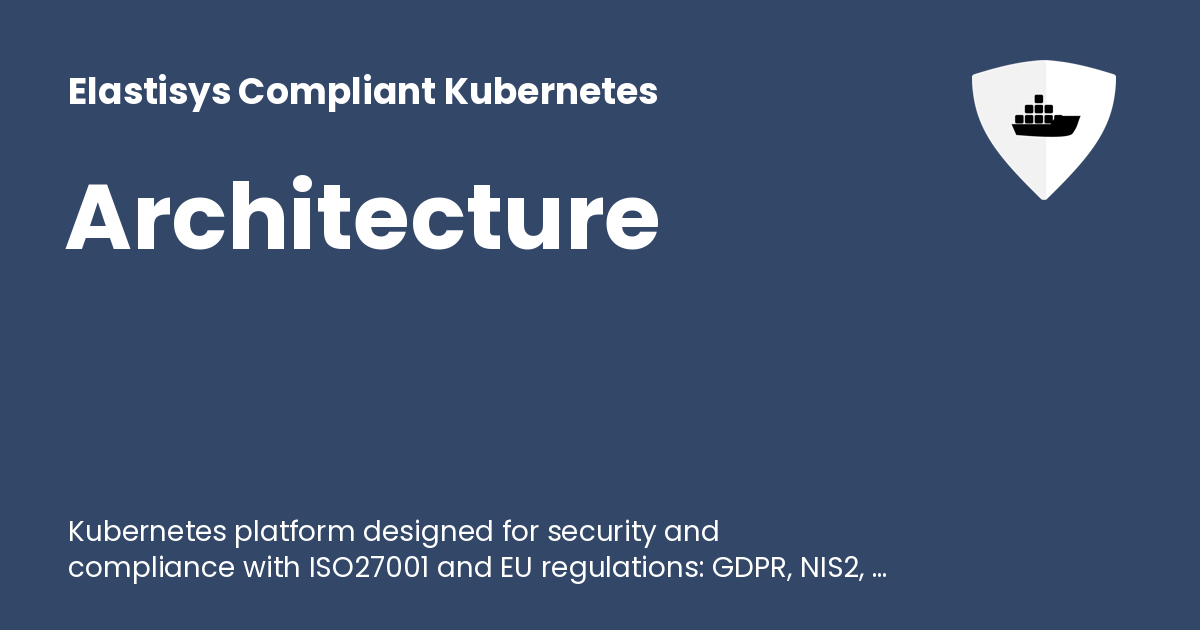 Elastisys Compliant Kubernetes
Architecture
Kubernetes platform designed for security and
compliance with ISO27001 and EU regulations: GDPR, NIS2, ...